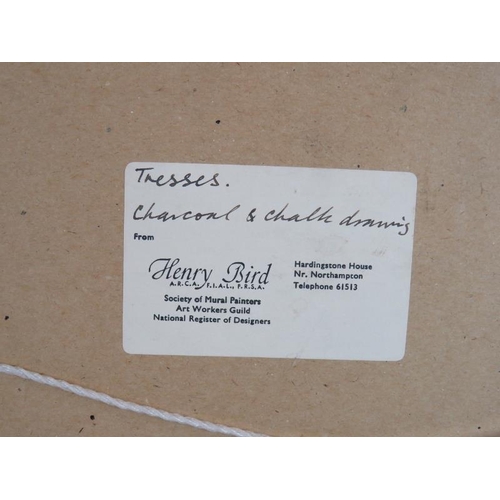 Tresses.
Charcoal & chalk drawing
From
Henry Bird
A.R.C.A., F.I.A.L., F.R.S.A.
Society of Mural Painters
Art Workers Guild
National Register of Designers
Hardingstone House
Nr. Northampton
Telephone 61513